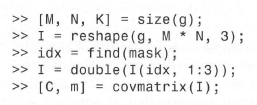 >> [M, N, K] = size(g);
>> I = reshape(g, M * N, 3);
>> idx = find(mask);
>> I = double(I(idx, 1:3));
>> [C, m] = covmatrix(I);